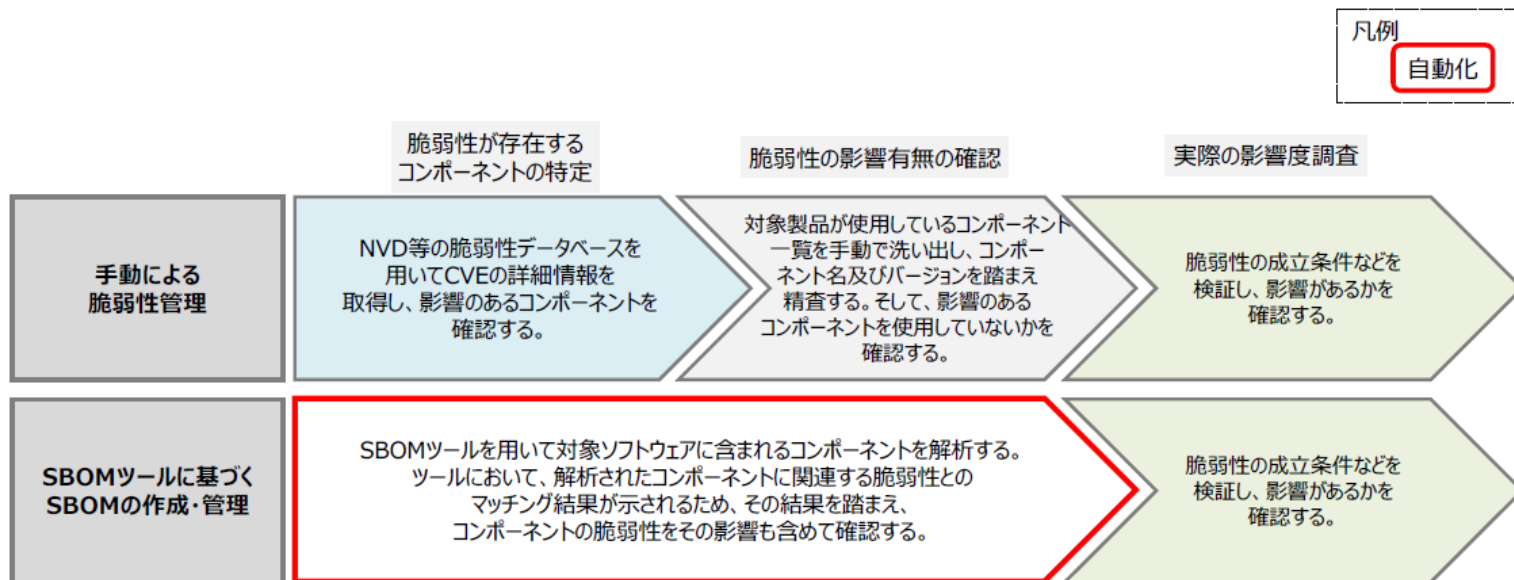 凡例
自動化
脆弱性が存在する
コンポーネントの特定
脆弱性の影響有無の確認
実際の影響度調査
手動による
脆弱性管理
NVD等の脆弱性データベースを
用いてCVEの詳細情報を
取得し、影響のあるコンポーネントを
確認する。
対象製品が使用しているコンポーネント
一覧を手動で洗い出し、コンポー
ネント名及びバージョンを踏まえ
精査する。そして、影響のある
コンポーネントを使用していないかを
確認する。
脆弱性の成立条件などを
検証し、影響があるかを
確認する。
SBOMツールに基づく
SBOMの作成・管理
SBOMツールを用いて対象ソフトウェアに含まれるコンポーネントを解析する。
ツールにおいて、解析されたコンポーネントに関連する脆弱性との
マッチング結果が示されるため、その結果を踏まえ、
コンポーネントの脆弱性をその影響も含めて確認する。
脆弱性の成立条件などを
検証し、影響があるかを
確認する。